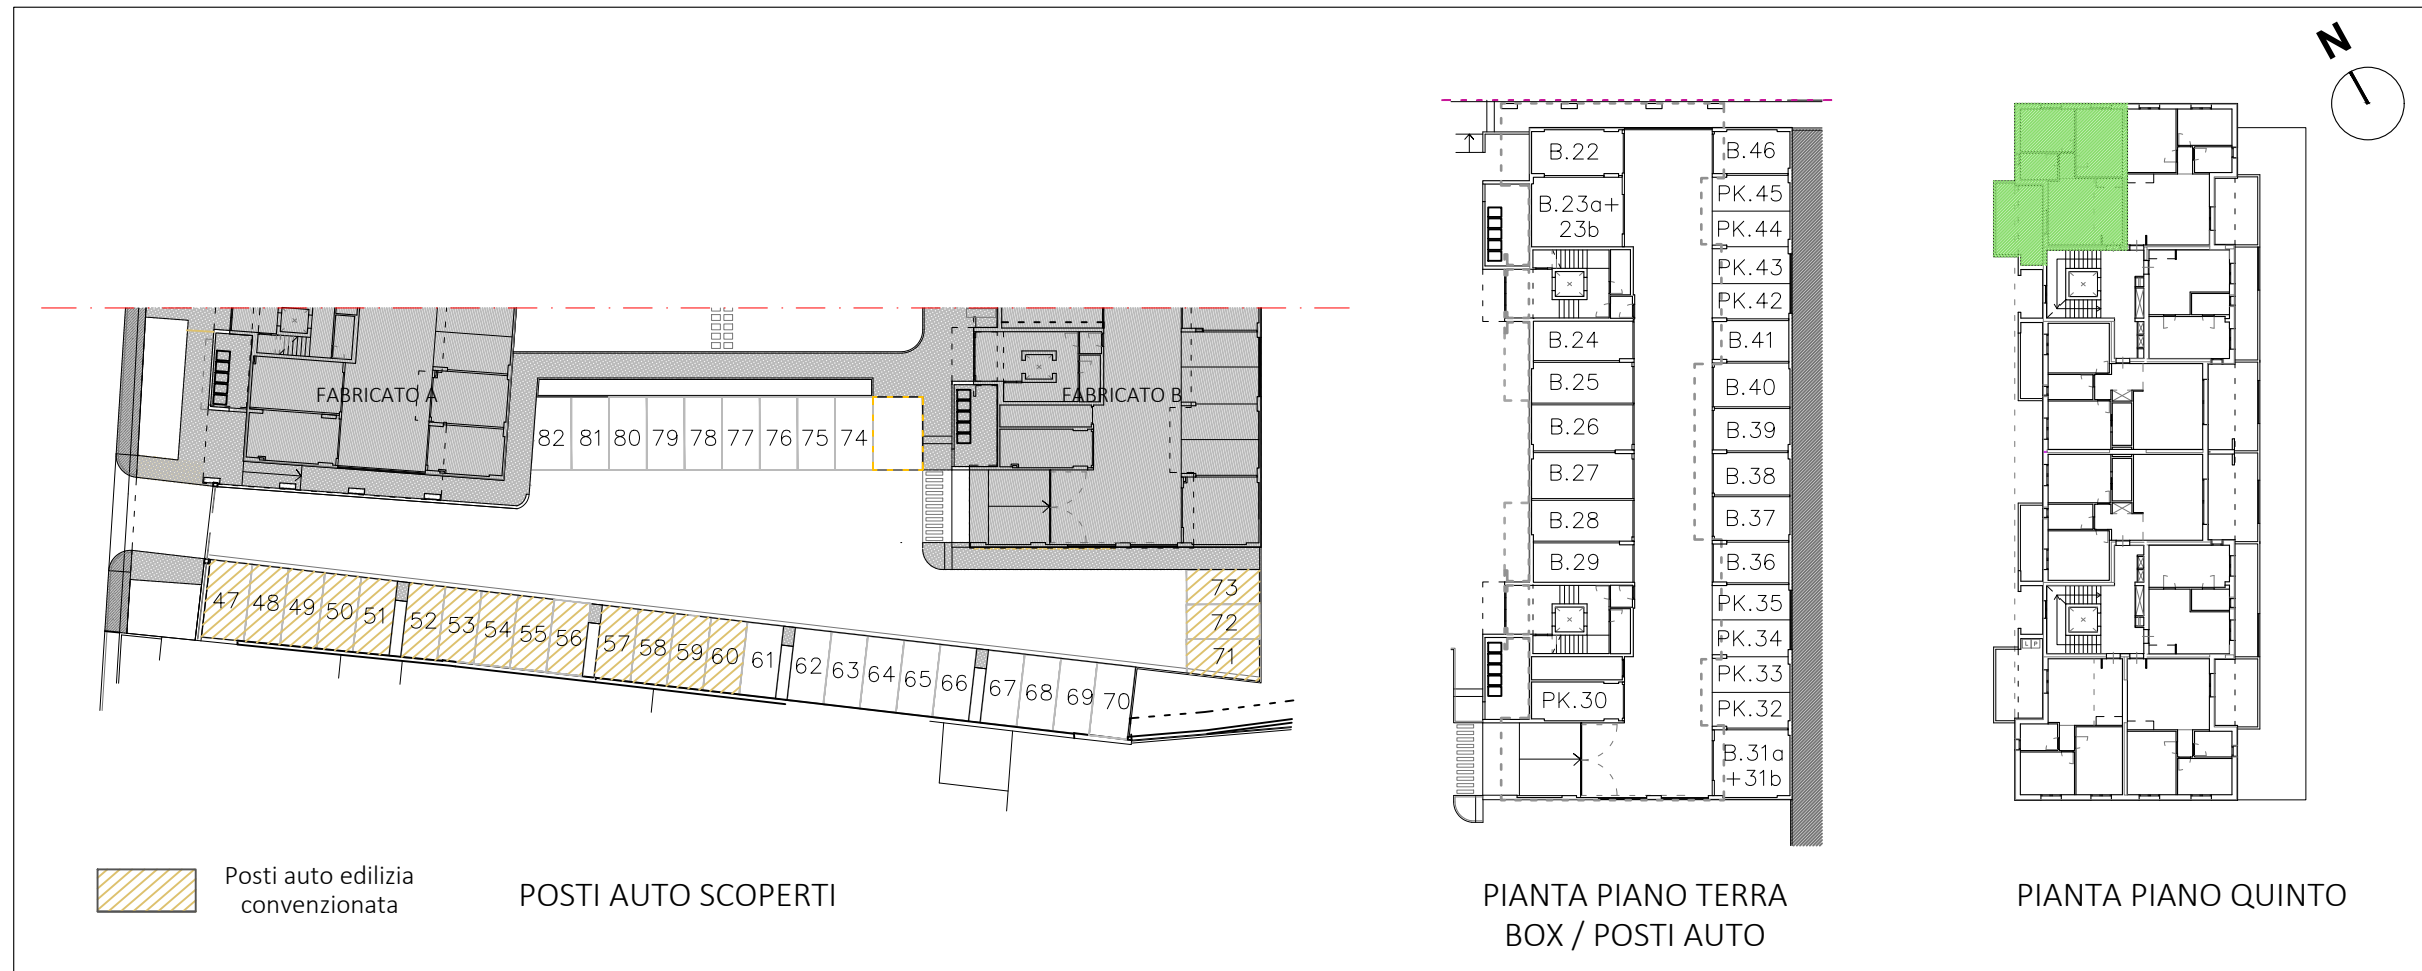 N
B.22
B.46
B.23a+
23b
PK.45
PK.44
PK.43
PK.42
B.24
B.41
B.25
B.40
B.26
B.39
B.27
B.38
B.28
B.37
B.29
B.36
PK.35
PK.34
PK.33
PK.30
PK.32
B.31a
+31b
FABRICATO A
FABRICATO B
82 81 80 79 78 77 76 75 74
73
72
71
47 48 49 50 51 52 53 54 55 56 57 58 59 60 61 62 63 64 65 66 67 68 69 70
Posti auto edilizia
convenzionata
POSTI AUTO SCOPERTI
PIANTA PIANO TERRA
BOX / POSTI AUTO
PIANTA PIANO QUINTO